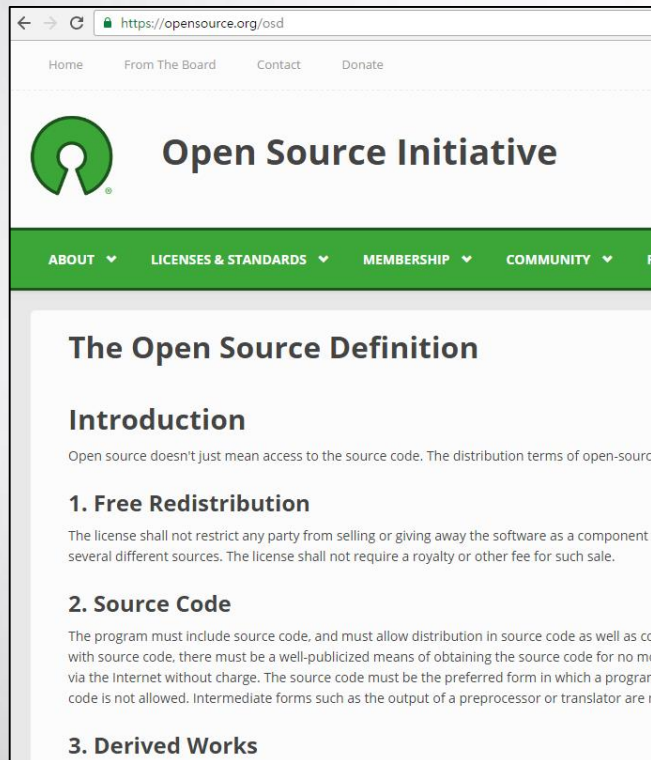 https://opensource.org/osd
Home From The Board Contact Donate
Open Source Initiative
®
ABOUT LICENSES & STANDARDS MEMBERSHIP COMMUNITY
The Open Source Definition
Introduction
Open source doesn't just mean access to the source code. The distribution terms of
1. Free Redistribution
The license shall not restrict any party from selling or giving away the software as a component
several different sources. The license shall not require a royalty or other fee for such sale.
2. Source Code
The program must include source code, and must allow distribution in source code as well as
with source code, there must be a well-publicized means of obtaining the source code for no
via the Internet without charge. The source code must be the preferred form in which a
code is not allowed. Intermediate forms such as the output of a preprocessor or translator are
3. Derived Works